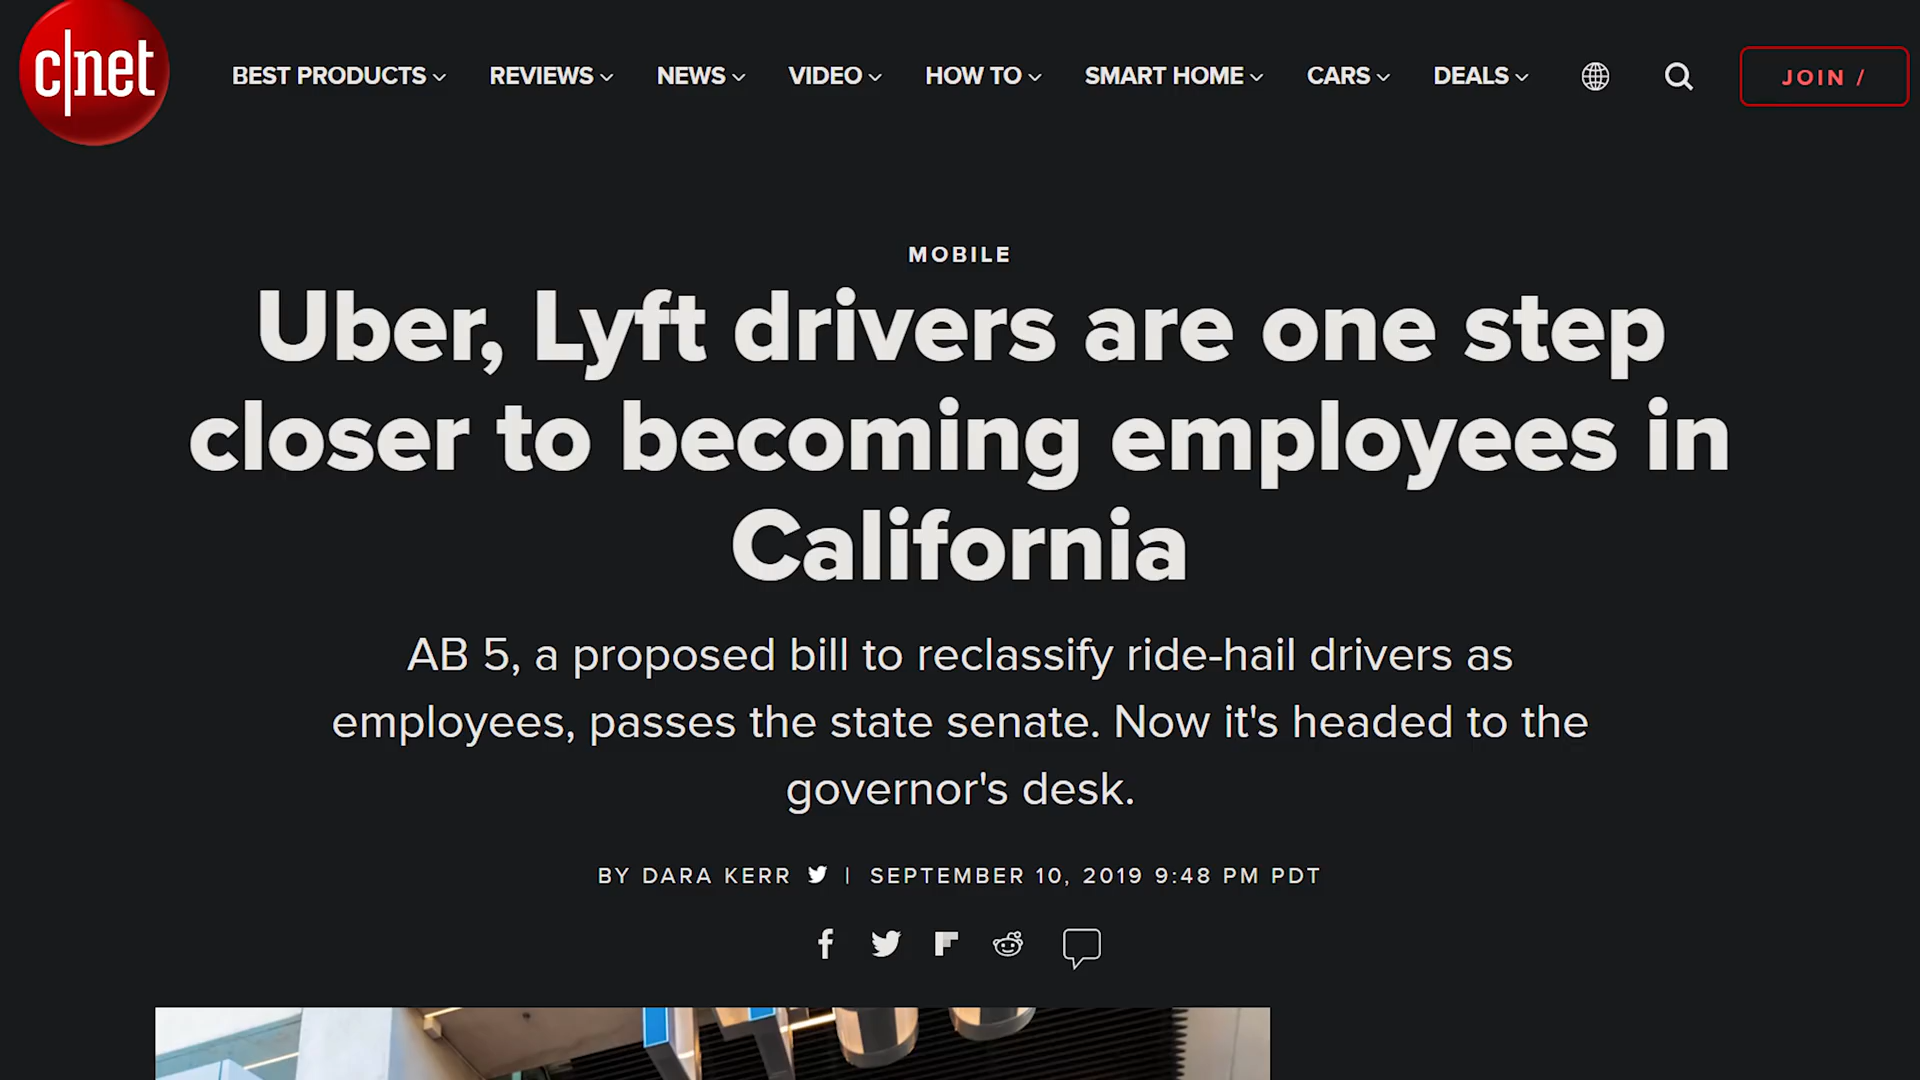 c|net
BEST PRODUCTS REVIEWS NEWS VIDEO HOW TO SMART HOME CARS DEALS JOIN /
MOBILE
Uber, Lyft drivers are one step
closer to becoming employees in
California
AB 5, a proposed bill to reclassify ride-hail drivers as
employees, passes the state senate. Now it's headed to the
governor's desk.
BY DARA KERR | SEPTEMBER 10, 2019 9:48 PM PDT